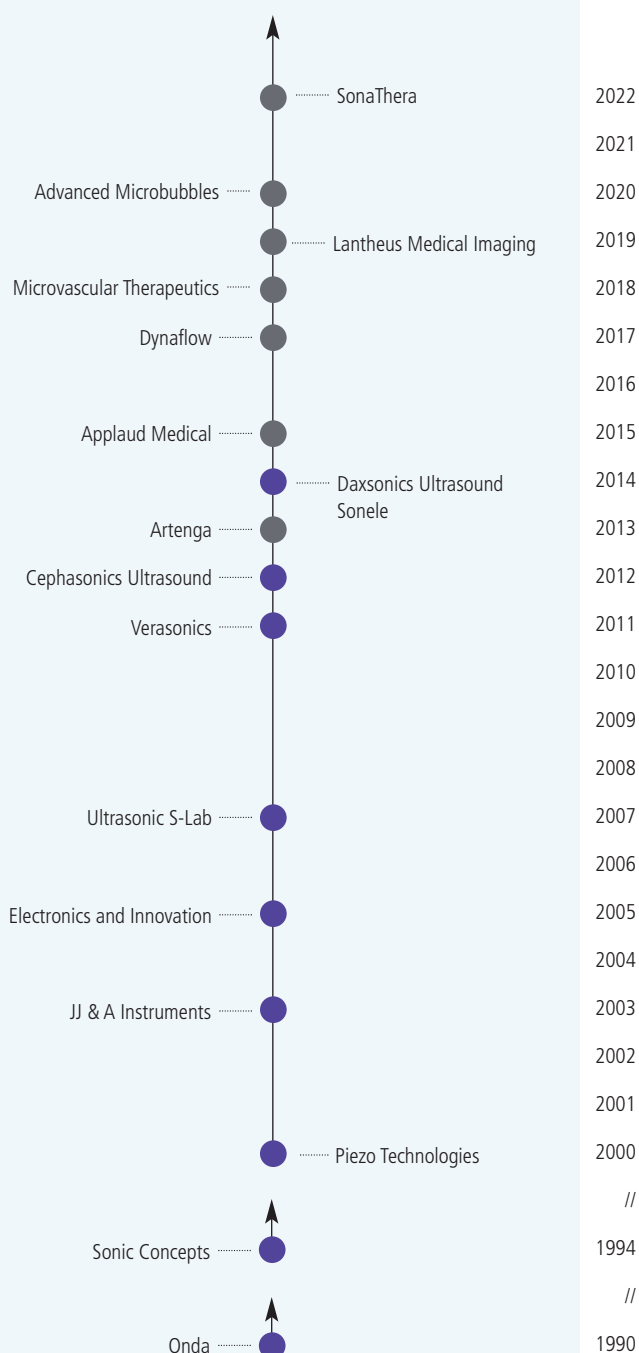 SonaThera 2022
2021
Advanced Microbubbles 2020
Lantheus Medical Imaging 2019
Microvascular Therapeutics 2018
Dynaflow 2017
2016
Applaud Medical 2015
Daxsonics Ultrasound 2014
Sonele
Artenga 2013
Cephasonics Ultrasound 2012
Verasonics 2011
2010
2009
2008
Ultrasonic S-Lab 2007
2006
Electronics and Innovation 2005
2004
JJ & A Instruments 2003
2002
2001
Piezo Technologies 2000
//
Sonic Concepts 1994
//
Onda 1990